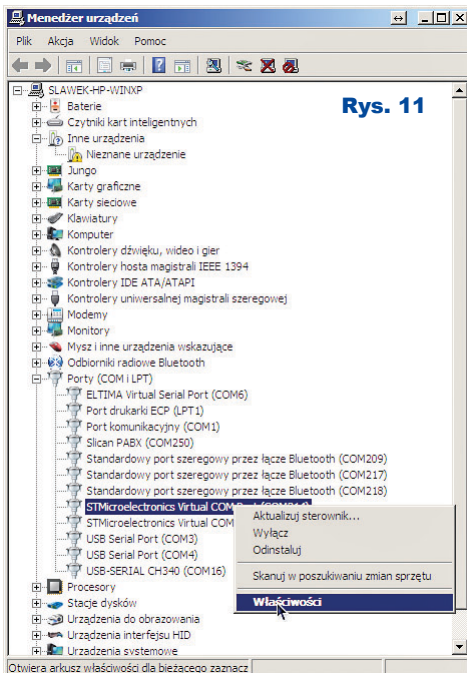 Menedżer urządzeń
Plik Akcja Widok Pomoc
SLAWEK-HP-WINXP
Rys. 11
Baterie
Czytniki kart inteligentnych
Inne urządzenia
Nieznane urządzenie
Jungo
Karty graficzne
Karty sieciowe
Klawiatury
Komputer
Kontrolery dźwięku, wideo i gier
Kontrolery hosta magistrali IEEE 1394
Kontrolery IDE ATA/ATAPI
Kontrolery uniwersalnej magistrali szeregowej
Modemy
Monitory
Mysz i inne urządzenia wskazujące
Odbiorniki radiowe Bluetooth
Porty (COM i LPT)
ELTIMA Virtual Serial Port (COM6)
Port drukarki ECP (LPT1)
Port komunikacyjny (COM1)
Slican PABX (COM250)
Standardowy port szeregowy przez łącze Bluetooth (COM209)
Standardowy port szeregowy przez łącze Bluetooth (COM217)
Standardowy port szeregowy przez łącze Bluetooth (COM218)
STMicroelectronics Virtual COM
STMicroelectronics Virtual COM
USB Serial Port (COM3)
USB Serial Port (COM4)
USB-SERIAL CH340 (COM16)
Aktualizuj sterownik...
Wyłącz
Odinstaluj
Skanuj w poszukiwaniu zmian sprzętu
Właściwości
Procesory
Stacje dysków
Urządzenia do obrazowania
Urządzenia interfejsu HID
Urządzenia systemowe
Otwiera arkusz właściwości dla bieżącego zaznacz